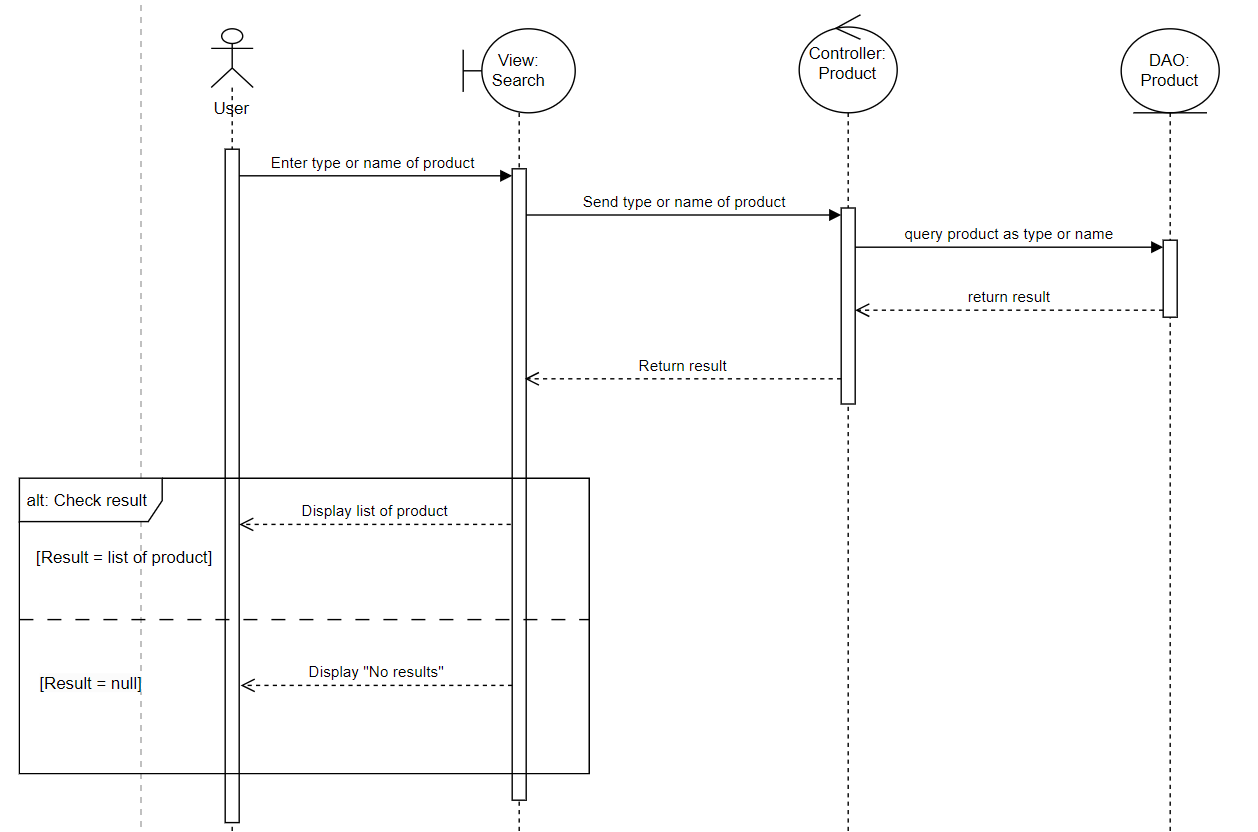 View:
Search
Controller:
Product
DAO:
Product
User
Enter type or name of product
Send type or name of product
query product as type or name
return result
Return result
alt: Check result
Display list of product
[Result = list of product]
Display "No results"
[Result = null]